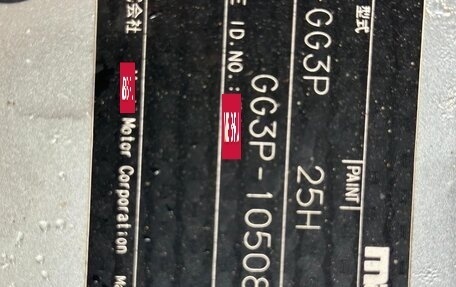 型式 PAINT
GG3P 25H
E ID.NO.: GG3P-10508
会社
Motor Corporation